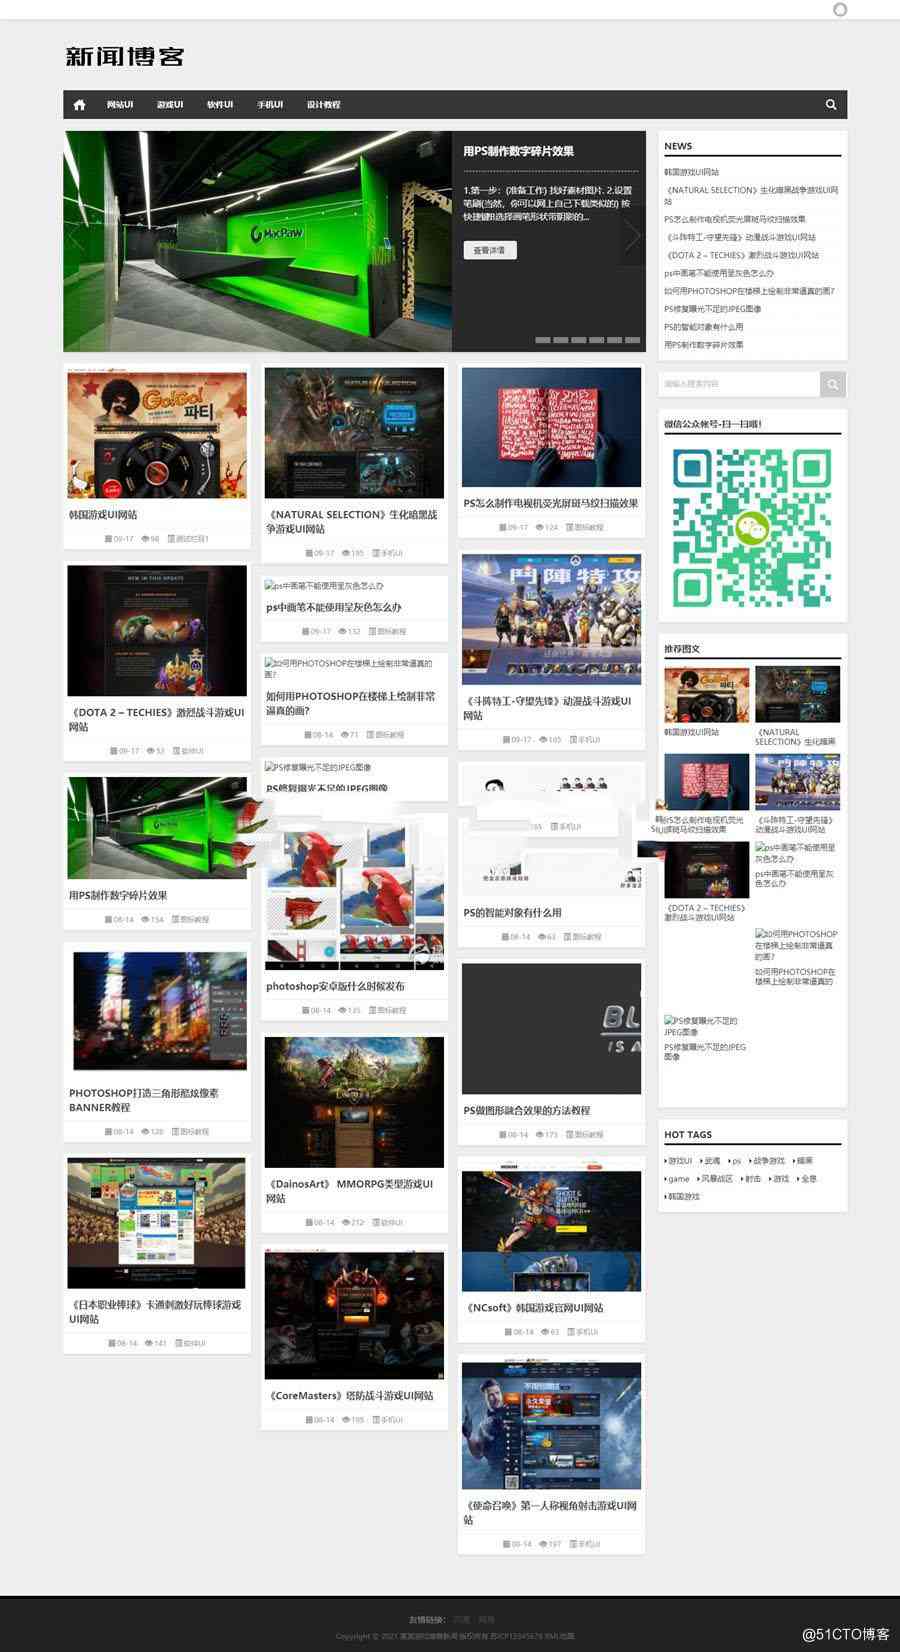 新闻博客
网站UI 游戏UI 软件UI 手机UI 设计教程
MacPaw
用PS制作数字碎片效果
1.第一步：(准备工作) 找好素材图片. 2.设置
笔刷(当然，你可以网上自己下载类似的) 按
快捷键B选择画笔形状带阴影的...
查看详情
NEWS
韩国游戏UI网站
《NATURAL SELECTION》生化暗黑战争游戏UI网
站
PS怎么制作电视机荧光屏斑马纹扫描效果
《斗阵特工-守望先锋》动漫战斗游戏UI网站
《DOTA 2 – TECHIES》激烈战斗游戏UI网站
ps中画笔不能使用呈灰色怎么办
如何用PHOTOSHOP在楼梯上绘制非常逼真的画?
PS修复曝光不足的JPEG图像
PS的智能对象有什么用
用PS制作数字碎片效果
请输入搜索内容
微信公众帐号-扫一扫哦!
推荐图文
韩国游戏UI网站
《NATURAL
SELECTION》生化暗黑
PS怎么制作电视机荧光
屏斑马纹扫描效果
《斗阵特工-守望先锋》
动漫战斗游戏UI网站
《DOTA 2 – TECHIES》
激烈战斗游戏UI网站
ps中画笔不能使用呈
灰色怎么办
ps中画笔不能使用呈灰
色怎么办
如何用PHOTOSHOP
在楼梯上绘制非常逼
真的画?
如何用PHOTOSHOP在
楼梯上绘制非常逼真的
PS修复曝光不足的
JPEG图像
PS修复曝光不足的JPEG
图像
HOT TAGS
游戏UI 武魂 ps 战争游戏 暗黑
game 风暴战区 射击 游戏 全息
韩国游戏
GO!GO!
파티
韩国游戏UI网站
09-17 98 测试栏目1
NEW IN THIS UPDATE
《DOTA 2 – TECHIES》激烈战斗游戏UI
网站
09-17 53 软件UI
用PS制作数字碎片效果
08-14 154 图标教程
PHOTOSHOP打造三角形酷炫像素
BANNER教程
08-14 120 图标教程
《日本职业棒球》卡通刺激好玩棒球游戏
UI网站
08-14 141 软件UI
NATURAL SELECTION
《NATURAL SELECTION》生化暗黑战
争游戏UI网站
09-17 195 手机UI
ps中画笔不能使用呈灰色怎么办
ps中画笔不能使用呈灰色怎么办
09-17 132 图标教程
如何用PHOTOSHOP在楼梯上绘制非常逼真的
画?
如何用PHOTOSHOP在楼梯上绘制非常
逼真的画?
08-14 71 图标教程
PS修复曝光不足的JPEG图像
PS修复曝光不足的JPEG图像
photoshop安卓版什么时候发布
08-14 135 图标教程
《DainosArt》 MMORPG类型游戏UI
网站
08-14 212 软件UI
《CoreMasters》塔防战斗游戏UI网站
08-14 195 手机UI
PS怎么制作电视机荧光屏斑马纹扫描效果
09-17 124 图标教程
鬥陣特攻
《斗阵特工-守望先锋》动漫战斗游戏UI
网站
09-17 165 手机UI
手机UI
PS的智能对象有什么用
08-14 63 图标教程
BL
IS A
PS做图形融合效果的方法教程
08-14 173 图标教程
SHOOT &
SWITCH
《NCsoft》韩国游戏官网UI网站
08-14 63 手机UI
不用则退
永久荣誉
《使命召唤》第一人称视角射击游戏UI网
站
08-14 197 手机UI
友情链接：
@51CTO博客